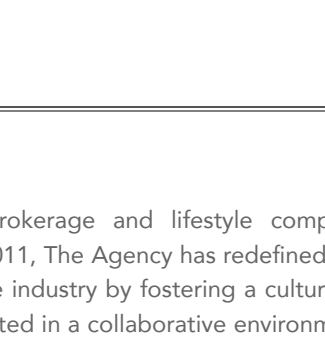 rokerage and lifestyle comp
011, The Agency has redefined
e industry by fostering a cultur
ted in a collaborative environm